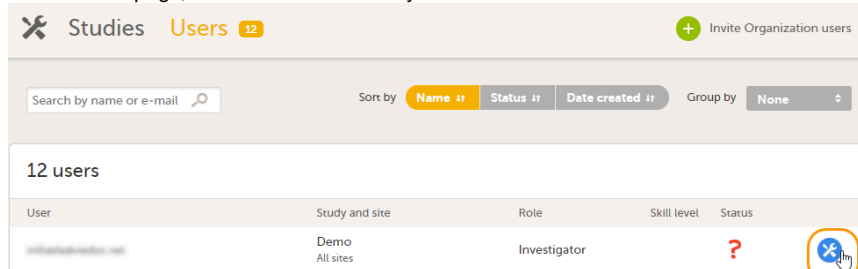 Studies Users 12 Invite Organization users
Search by name or e-mail Sort by Name Status Date created Group by None
12 users
User Study and site Role Skill level Status
Demo
All sites
Investigator ?